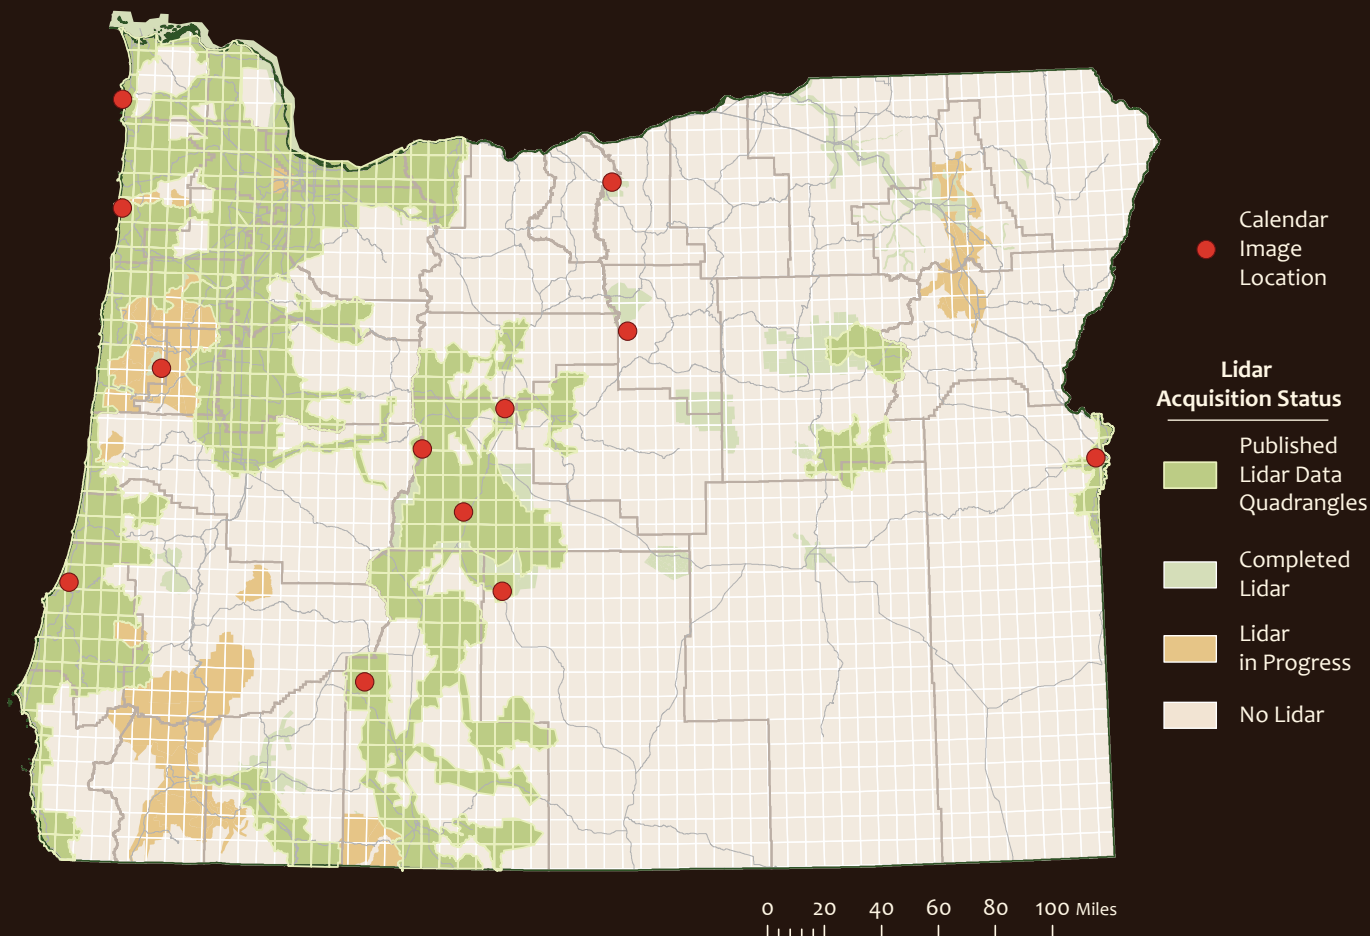 Calendar
Image
Location
Lidar
Acquisition Status
Published
Lidar Data
Quadrangles
Completed
Lidar
Lidar
in Progress
No Lidar
0 20 40 60 80 100 Miles